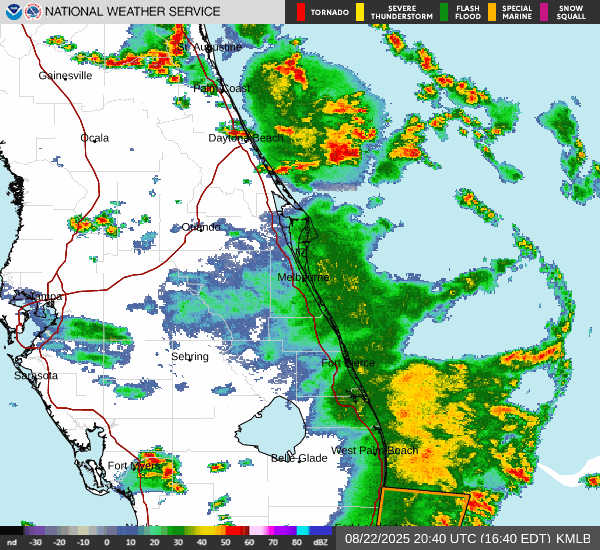 NATIONAL WEATHER SERVICE
TORNADO
SEVERE THUNDERSTORM
FLASH FLOOD
SPECIAL MARINE
SNOW SQUALL
St. Augustine
Gainesville
Palm Coast
Ocala
Daytona Beach
Orlando
Melbourne
Tampa
Sebring
Fort Pierce
Sarasota
West Palm Beach
Belle Glade
Fort Myers
nd -30 -20 -10 0 10 20 30 40 50 60 70 80 dBZ
08/22/2025 20:40 UTC (16:40 EDT) KMLB